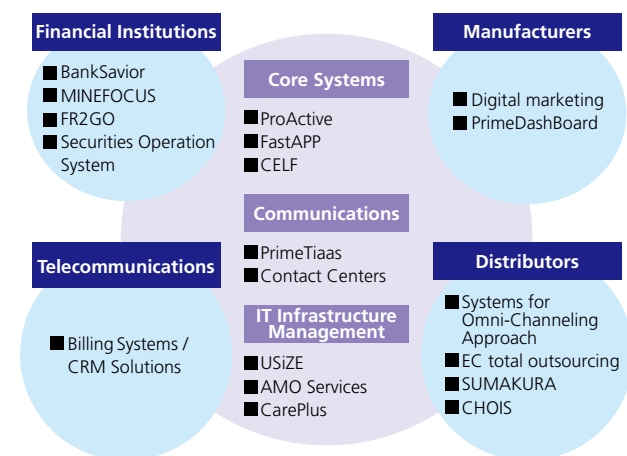 Financial Institutions
■ BankSavior
■ MINEFOCUS
■ FR2GO
■ Securities Operation
System
Core Systems
■ ProActive
■ FastAPP
■ CELF
Manufacturers
■ Digital marketing
■ PrimeDashBoard
Communications
■ PrimeTiaas
■ Contact Centers
Telecommunications
■ Billing Systems /
CRM Solutions
IT Infrastructure
Management
■ USiZE
■ AMO Services
■ CarePlus
Distributors
■ Systems for
Omni-Channeling
Approach
■ EC total outsourcing
■ SUMAKURA
■ CHOIS